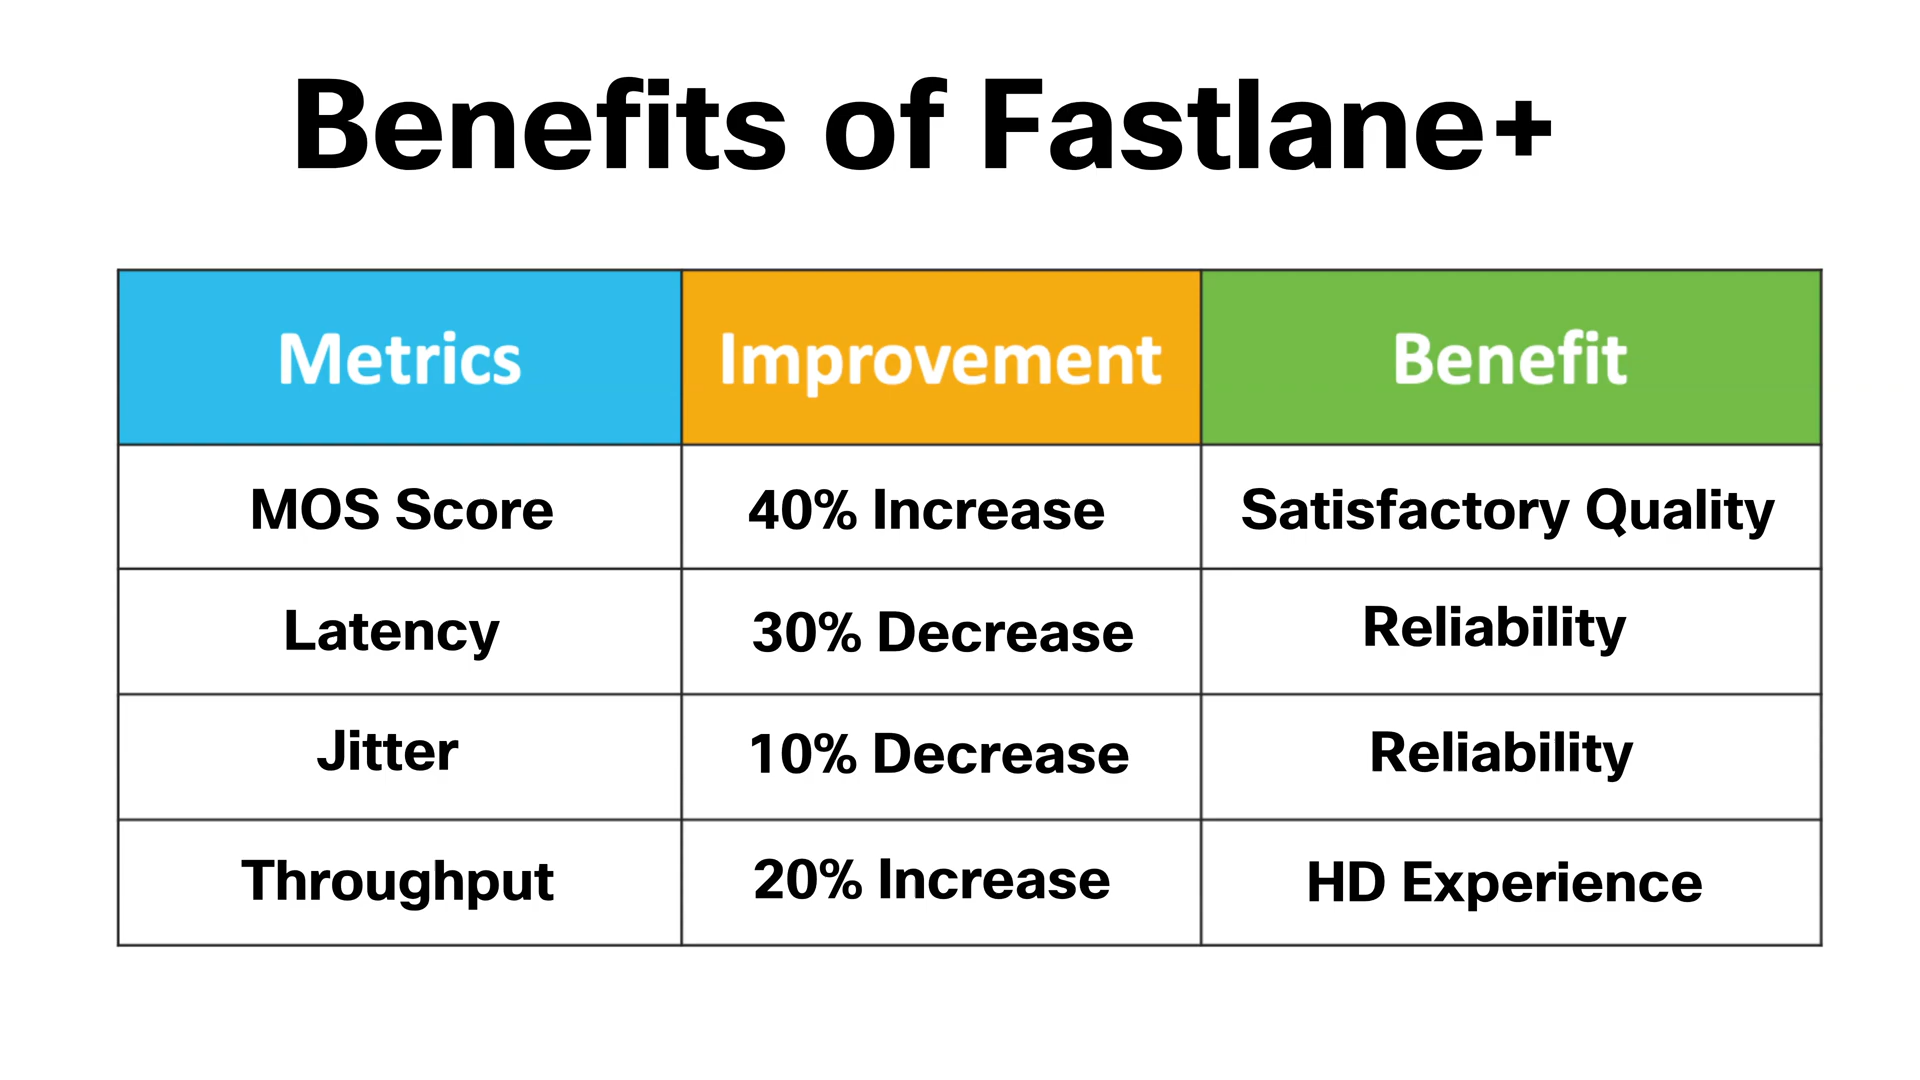 Benefits of Fastlane+
Metrics Improvement Benefit
MOS Score 40% Increase Satisfactory Quality
Latency 30% Decrease Reliability
Jitter 10% Decrease Reliability
Throughput 20% Increase HD Experience